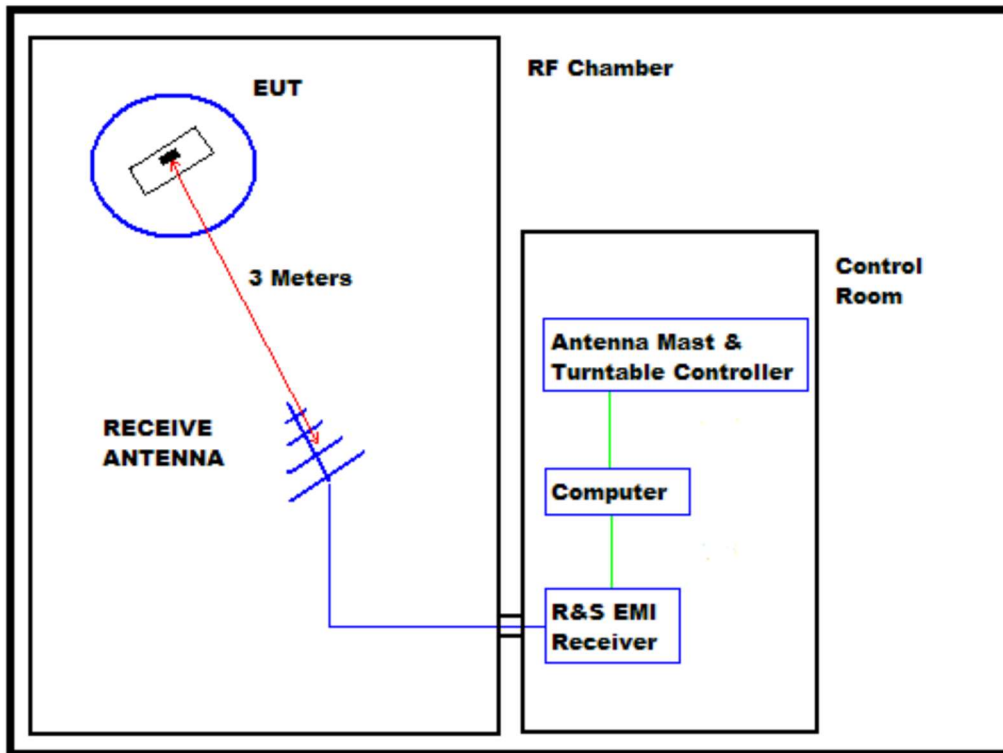 EUT
RF Chamber
3 Meters
RECEIVE
ANTENNA
Control
Room
Antenna Mast &
Turntable Controller
Computer
R&S EMI
Receiver